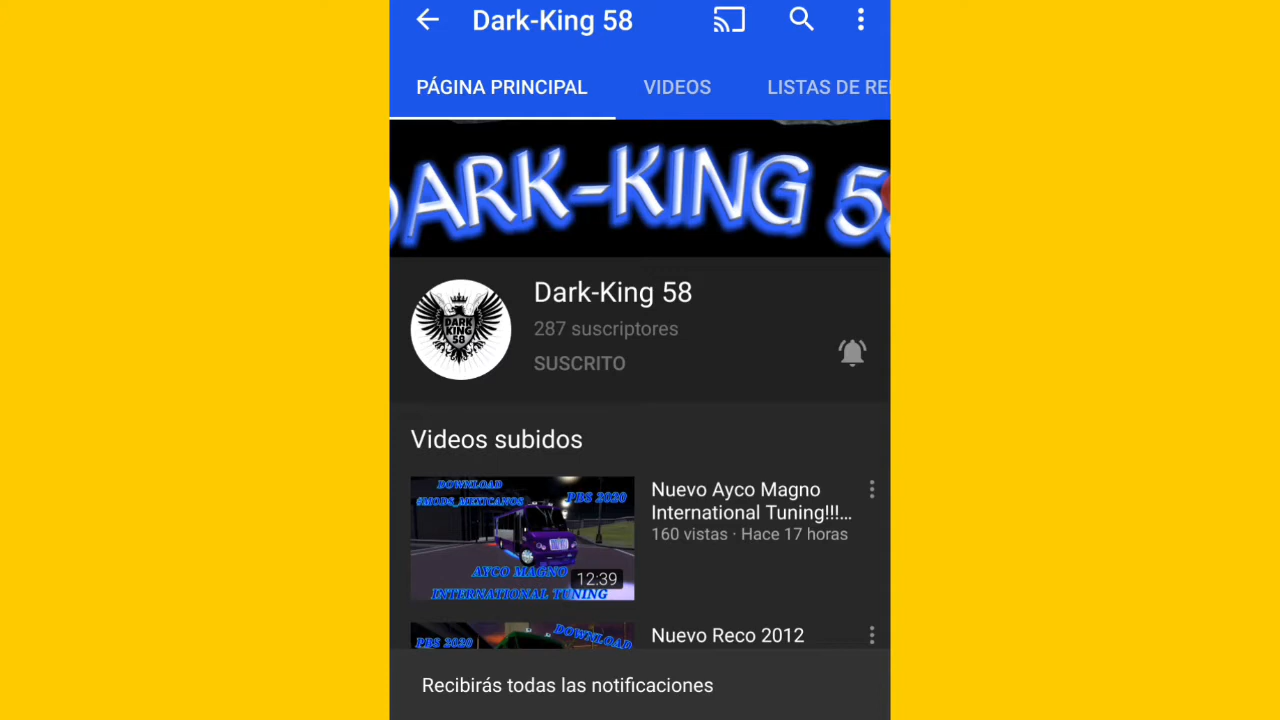 Dark-King 58
PÁGINA PRINCIPAL VIDEOS LISTAS DE RE
DARK-KING 58
Dark-King 58
287 suscriptores
SUSCRITO
DARK
KING
58
Videos subidos
DOWNLOAD
#MODS_MEXICANOS
PBS 2020
AYCO MAGNO
12:39
INTERNATIONAL TUNING
Nuevo Ayco Magno
International Tuning!!!...
160 vistas · Hace 17 horas
PBS 2020
DOWNLOAD
Nuevo Reco 2012
Recibirás todas las notificaciones